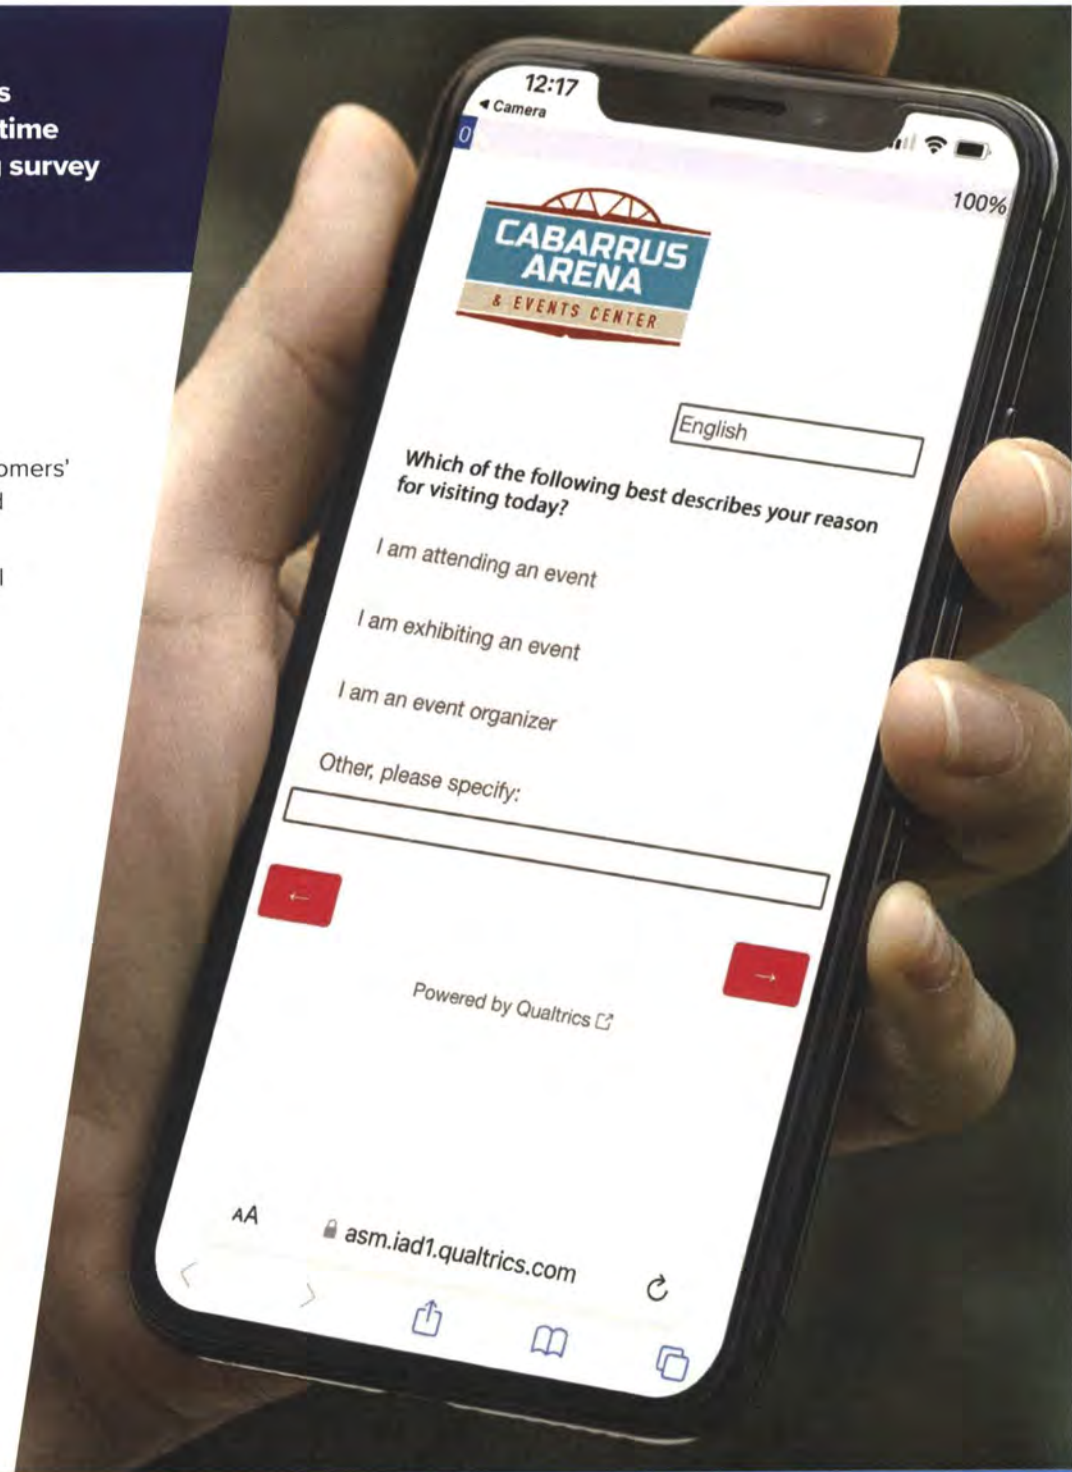 s
time
survey
omers'
12:17
◀ Camera
0
100%
CABARRUS
ARENA
& EVENTS CENTER
English
Which of the following best describes your reason
for visiting today?
I am attending an event
I am exhibiting an event
I am an event organizer
Other, please specify:
←
→
Powered by Qualtrics
AA
asm.iad1.qualtrics.com